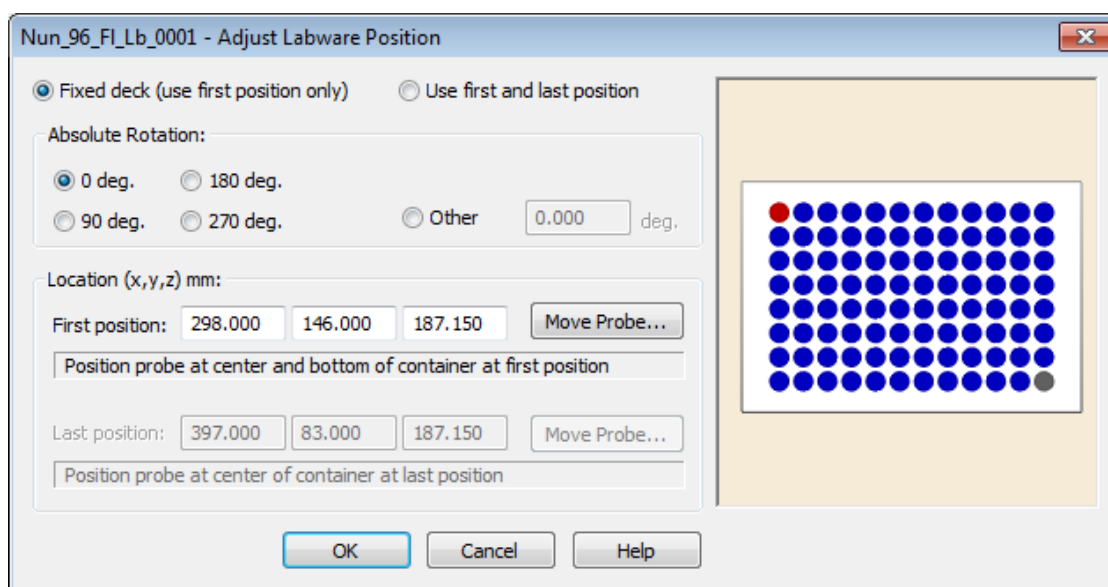 Nun_96_Fl_Lb_0001 - Adjust Labware Position
Fixed deck (use first position only) Use first and last position
Absolute Rotation:
0 deg. 180 deg.
90 deg. 270 deg. Other 0.000 deg.
Location (x,y,z) mm:
First position: 298.000 146.000 187.150 Move Probe...
Position probe at center and bottom of container at first position
Last position: 397.000 83.000 187.150 Move Probe...
Position probe at center of container at last position
OK Cancel Help